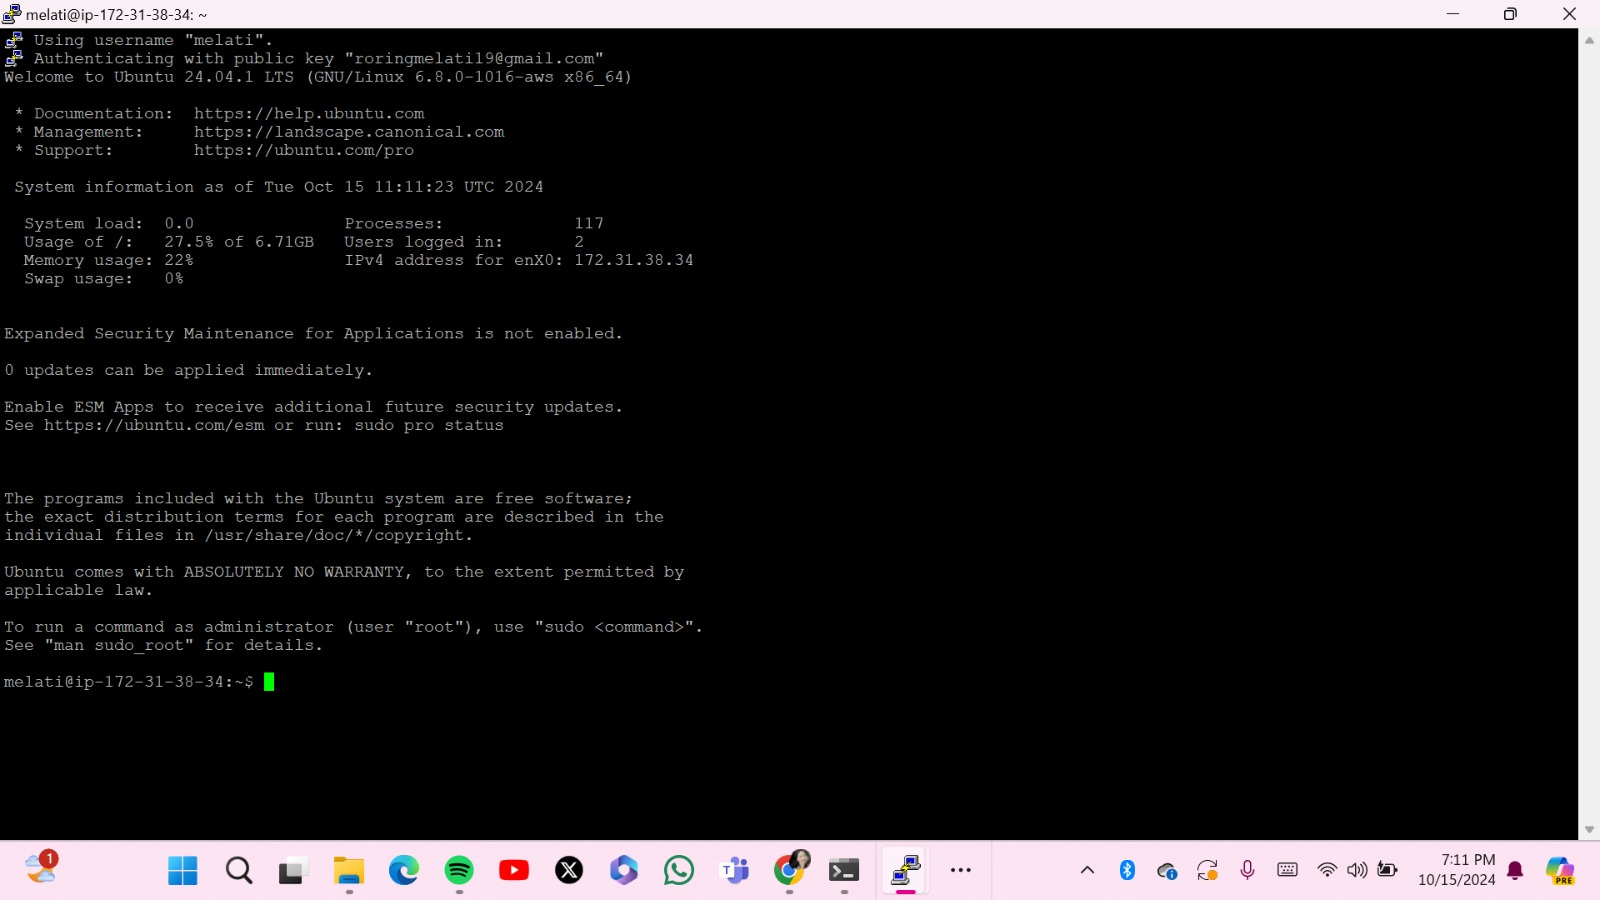 melati@ip-172-31-38-34: ~
Using username "melati".
Authenticating with public key "roringmelati19@gmail.com"
Welcome to Ubuntu 24.04.1 LTS (GNU/Linux 6.8.0-1016-aws x86_64)
* Documentation: https://help.ubuntu.com
* Management: https://landscape.canonical.com
* Support: https://ubuntu.com/pro
System information as of Tue Oct 15 11:11:23 UTC 2024
System load: 0.0 Processes: 117
Usage of /: 27.5% of 6.71GB Users logged in: 2
Memory usage: 22% IPv4 address for enX0: 172.31.38.34
Swap usage: 0%
Expanded Security Maintenance for Applications is not enabled.
0 updates can be applied immediately.
Enable ESM Apps to receive additional future security updates.
See https://ubuntu.com/esm or run: sudo pro status
The programs included with the Ubuntu system are free software;
the exact distribution terms for each program are described in the
individual files in /usr/share/doc/*/copyright.
Ubuntu comes with ABSOLUTELY NO WARRANTY, to the extent permitted by
applicable law.
To run a command as administrator (user "root"), use "sudo <command>".
See "man sudo_root" for details.
melati@ip-172-31-38-34:~$
1
7:11 PM
10/15/2024
PRE